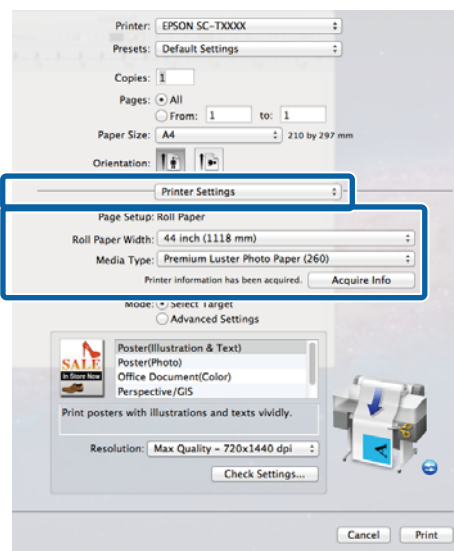 Printer: EPSON SC-TXXXX
Presets: Default Settings
Copies: 1
Pages: All
From: 1 to: 1
Paper Size: A4 210 by 297 mm
Orientation:
Printer Settings
Page Setup: Roll Paper
Roll Paper Width: 44 inch (1118 mm)
Media Type: Premium Luster Photo Paper (260)
Printer information has been acquired. Acquire Info
Mode: Select Target
Advanced Settings
SALE
In Store Now
Poster(Illustration & Text)
Poster(Photo)
Office Document(Color)
Perspective/GIS
Print posters with illustrations and texts vividly.
Resolution: Max Quality - 720x1440 dpi
Check Settings...
Cancel Print